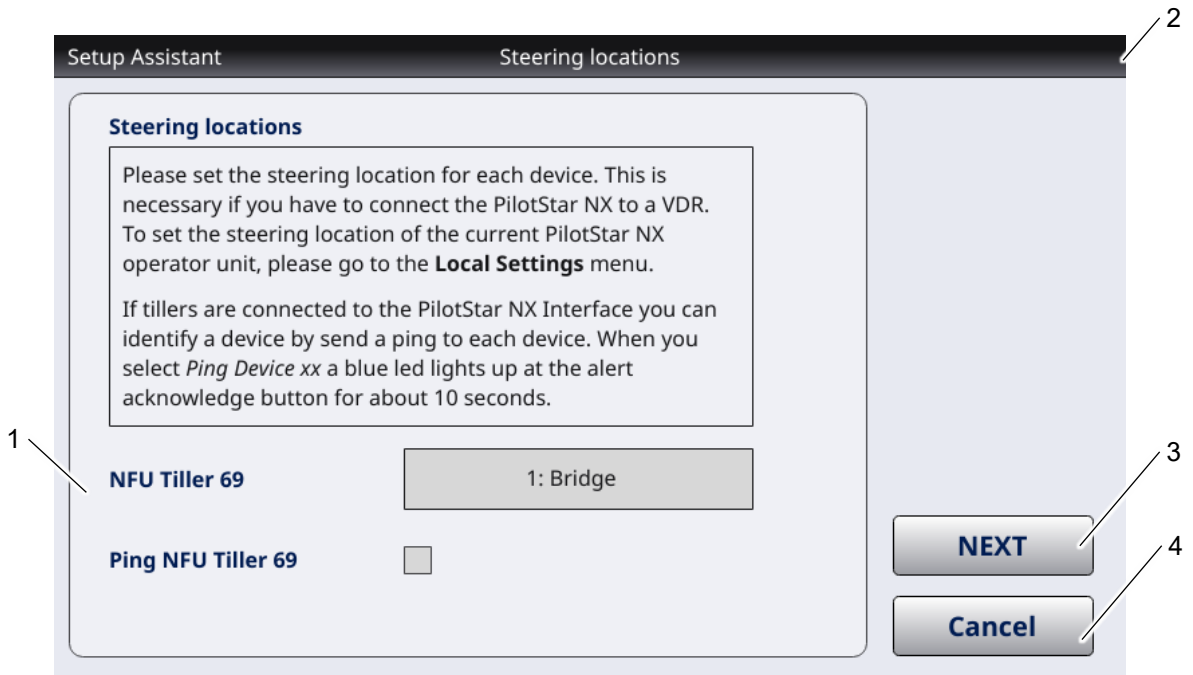 2
Setup Assistant
Steering locations
Steering locations
Please set the steering location for each device. This is
necessary if you have to connect the PilotStar NX to a VDR.
To set the steering location of the current PilotStar NX
operator unit, please go to the Local Settings menu.
If tillers are connected to the PilotStar NX Interface you can
identify a device by send a ping to each device. When you
select Ping Device xx a blue led lights up at the alert
acknowledge button for about 10 seconds.
1
NFU Tiller 69
1: Bridge
Ping NFU Tiller 69
3
NEXT
4
Cancel